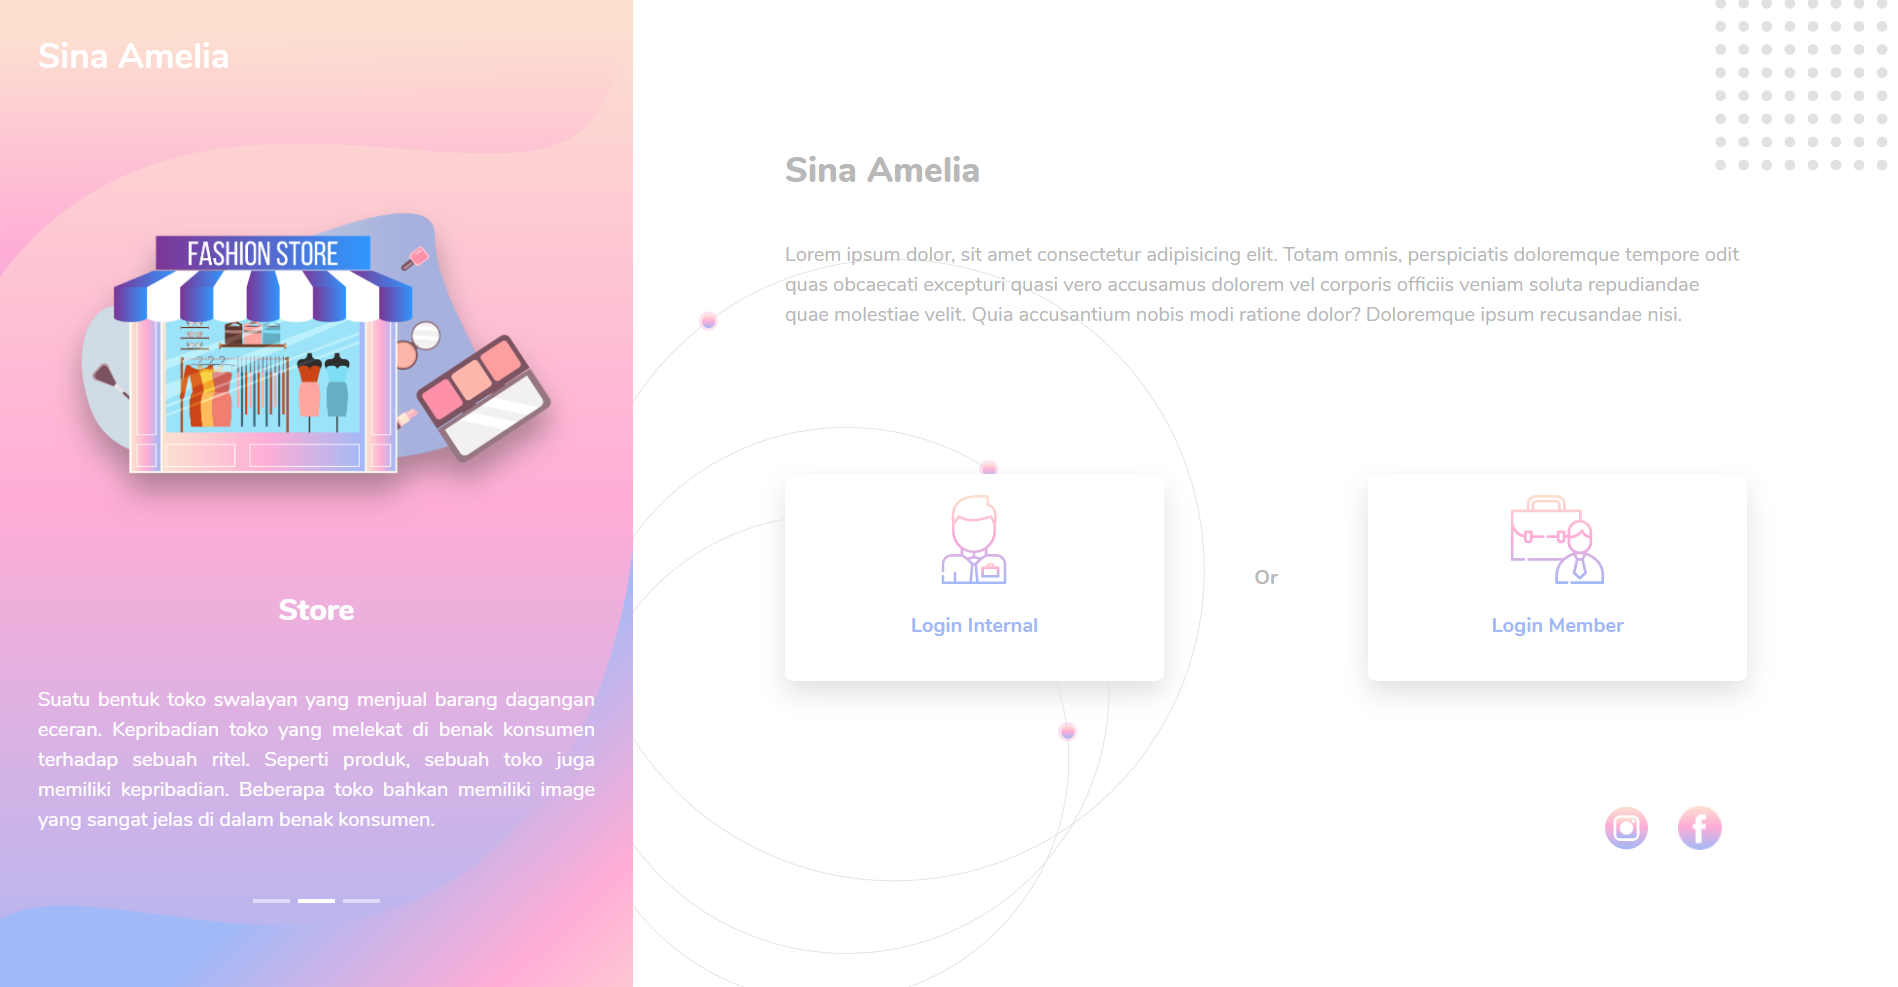 Sina Amelia
FASHION STORE
Store
Suatu bentuk toko swalayan yang menjual barang dagangan
eceran. Kepribadian toko yang melekat di benak konsumen
terhadap sebuah ritel. Seperti produk, sebuah toko juga
memiliki kepribadian. Beberapa toko bahkan memiliki image
yang sangat jelas di dalam benak konsumen.
Sina Amelia
Lorem ipsum dolor, sit amet consectetur adipisicing elit. Totam omnis, perspiciatis doloremque tempore odit
quas obcaecati excepturi quasi vero accusamus dolorem vel corporis officiis veniam soluta repudiandae
quae molestiae velit. Quia accusantium nobis modi ratione dolor? Doloremque ipsum recusandae nisi.
Login Internal
Or
Login Member